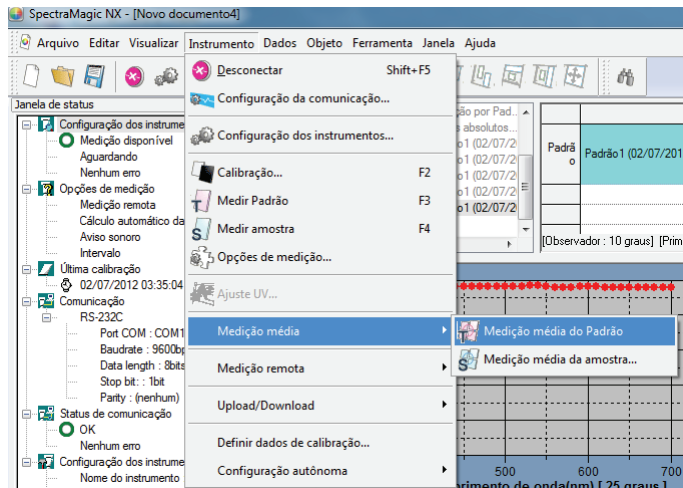 SpectraMagic NX - [Novo documento4]
Arquivo Editar Visualizar Instrumento Dados Objeto Ferramenta Janela Ajuda
Janela de status
Configuração dos instrume
Medição disponível
Aguardando
Nenhum erro
Opções de medição
Medição remota
Cálculo automático da
Aviso sonoro
Intervalo
Última calibração
02/07/2012 03:35:04
Comunicação
RS-232C
Port COM : COM1
Baudrate : 9600bp
Data length : 8bits
Stop bit: : 1bit
Parity : (nenhum)
Status de comunicação
OK
Nenhum erro
Configuração dos instrume
Nome do instrumento
Desconectar Shift+F5
Configuração da comunicação...
Configuração dos instrumentos...
Calibração... F2
Medir Padrão F3
Medir amostra F4
Opções de medição...
Ajuste UV...
Medição média
Medição remota
Upload/Download
Definir dados de calibração...
Configuração autônoma
Medição média do Padrão
Medição média da amostra...
ção por Pad...
s absolutos...
o1 (02/07/2
o1 (02/07/2
o1 (02/07/2
o1 (02/07/2
o1 (02/07/2
Padrã
o
Padrão1 (02/07/201
[Observador : 10 graus] [Prim
500 600 700
primento de onda(nm) [ 25 graus ]